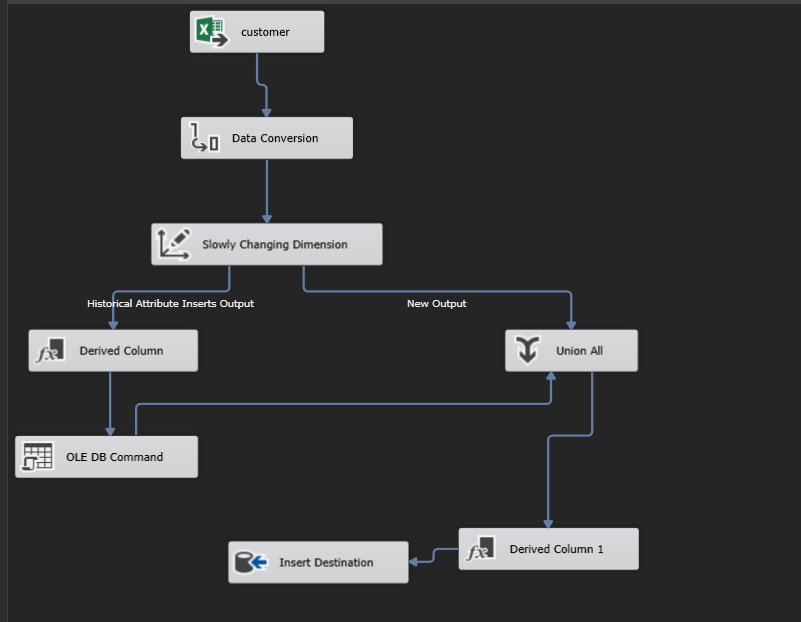 customer
Data Conversion
Slowly Changing Dimension
Historical Attribute Inserts Output
New Output
Derived Column
Union All
OLE DB Command
Derived Column 1
Insert Destination